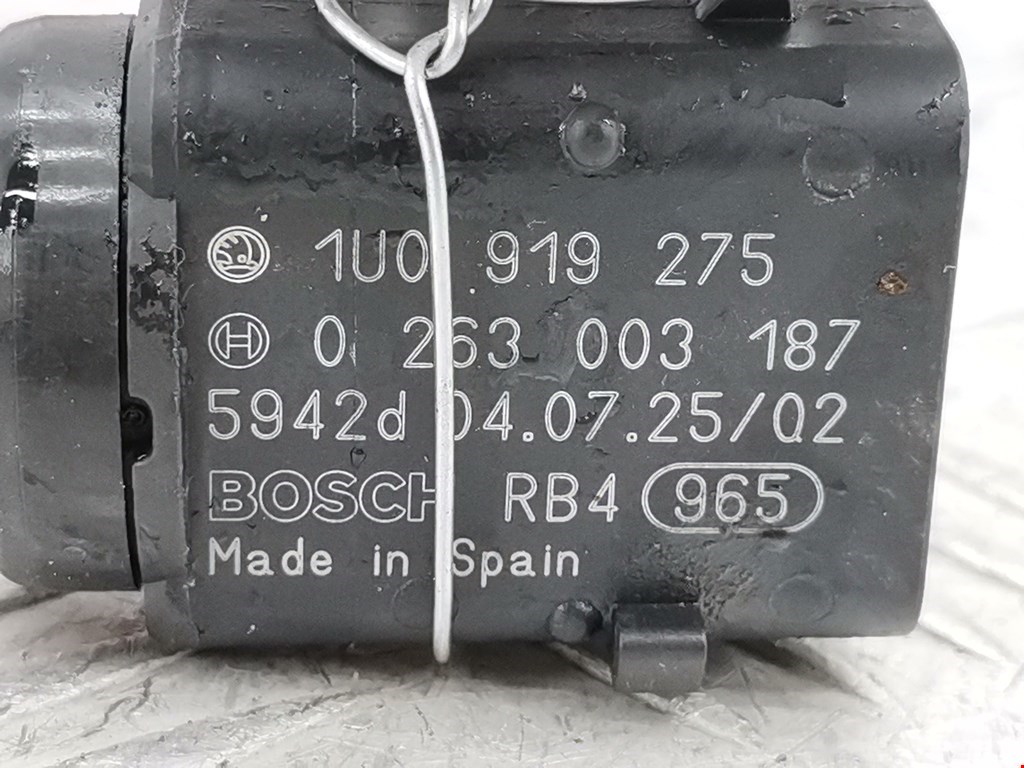 1U0 919 275
0 263 003 187
5942d 04.07.25/02
BOSCH RB4 965
Made in Spain